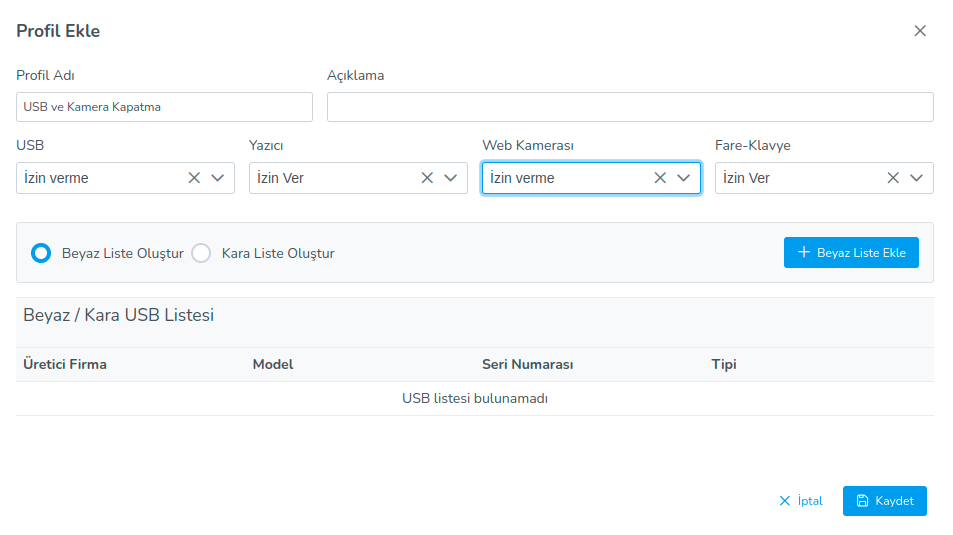 Profil Ekle
Profil Adı
Açıklama
USB ve Kamera Kapatma
USB
Yazıcı
Web Kamerası
Fare-Klavye
İzin verme
İzin Ver
İzin verme
İzin Ver
Beyaz Liste Oluştur
Kara Liste Oluştur
Beyaz Liste Ekle
Beyaz / Kara USB Listesi
Üretici Firma
Model
Seri Numarası
Tipi
USB listesi bulunamadı
İptal
Kaydet